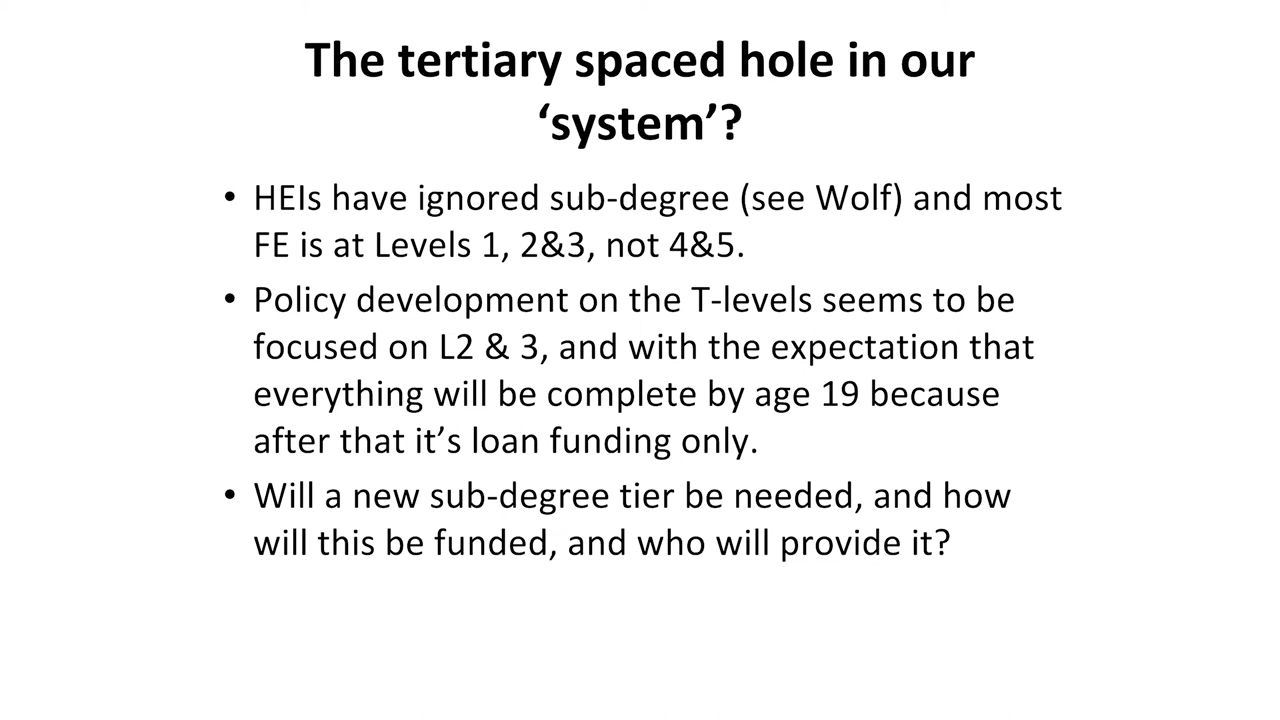 The tertiary spaced hole in our
‘system’?
• HEIs have ignored sub-degree (see Wolf) and most
FE is at Levels 1, 2&3, not 4&5.
• Policy development on the T-levels seems to be
focused on L2 & 3, and with the expectation that
everything will be complete by age 19 because
after that it’s loan funding only.
• Will a new sub-degree tier be needed, and how
will this be funded, and who will provide it?